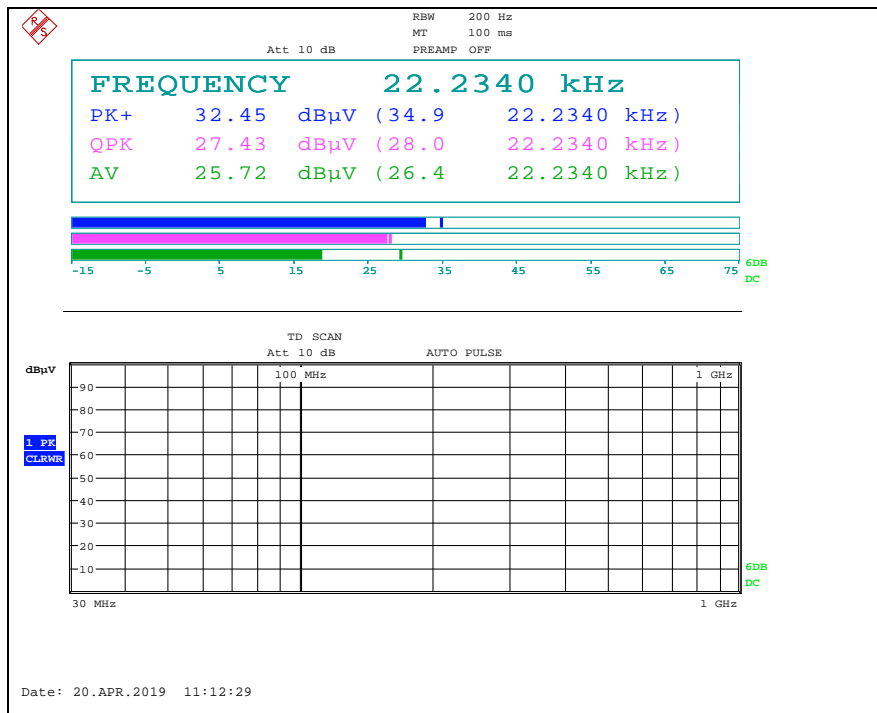 R S
RBW 200 Hz
MT 100 ms
Att 10 dB PREAMP OFF
FREQUENCY 22.2340 kHz
PK+ 32.45 dBµV (34.9 22.2340 kHz)
QPK 27.43 dBµV (28.0 22.2340 kHz)
AV 25.72 dBµV (26.4 22.2340 kHz)
-15 -5 5 15 25 35 45 55 65 75
6DB
DC
TD SCAN
Att 10 dB AUTO PULSE
dBµV
100 MHz 1 GHz
90
80
70
1 PK
60
CLRWR
50
40
30
20
10
6DB
DC
30 MHz 1 GHz
Date: 20.APR.2019 11:12:29